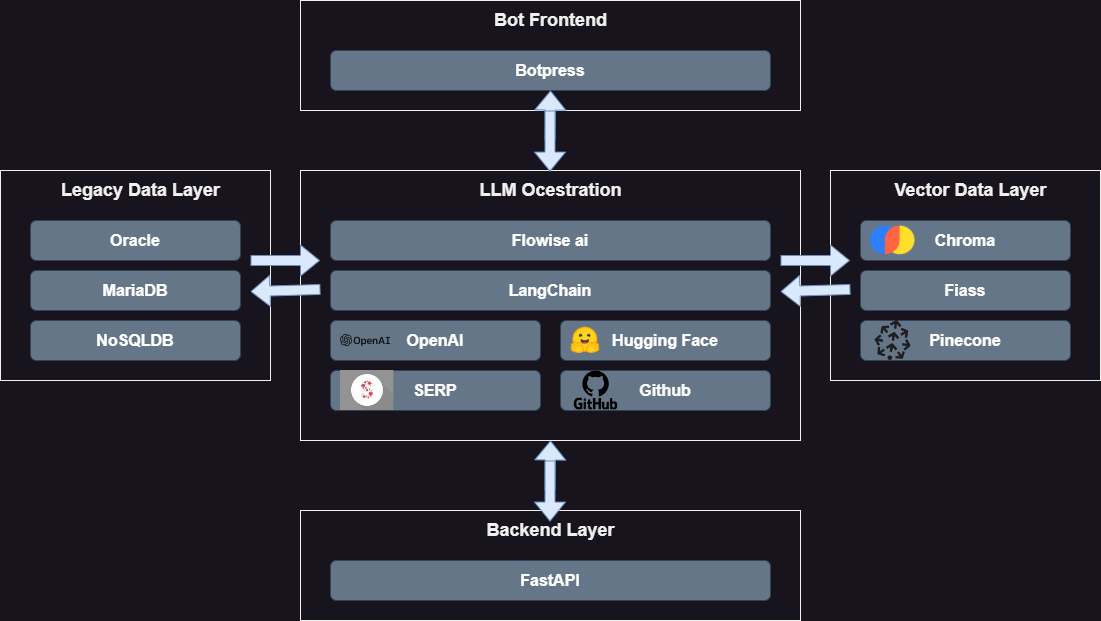 Bot Frontend
Botpress
Legacy Data Layer
Oracle
MariaDB
NoSQLDB
LLM Ocestration
Flowise ai
LangChain
OpenAI OpenAI
Hugging Face
SERP
GitHub Github
Vector Data Layer
Chroma
Fiass
Pinecone
Backend Layer
FastAPI